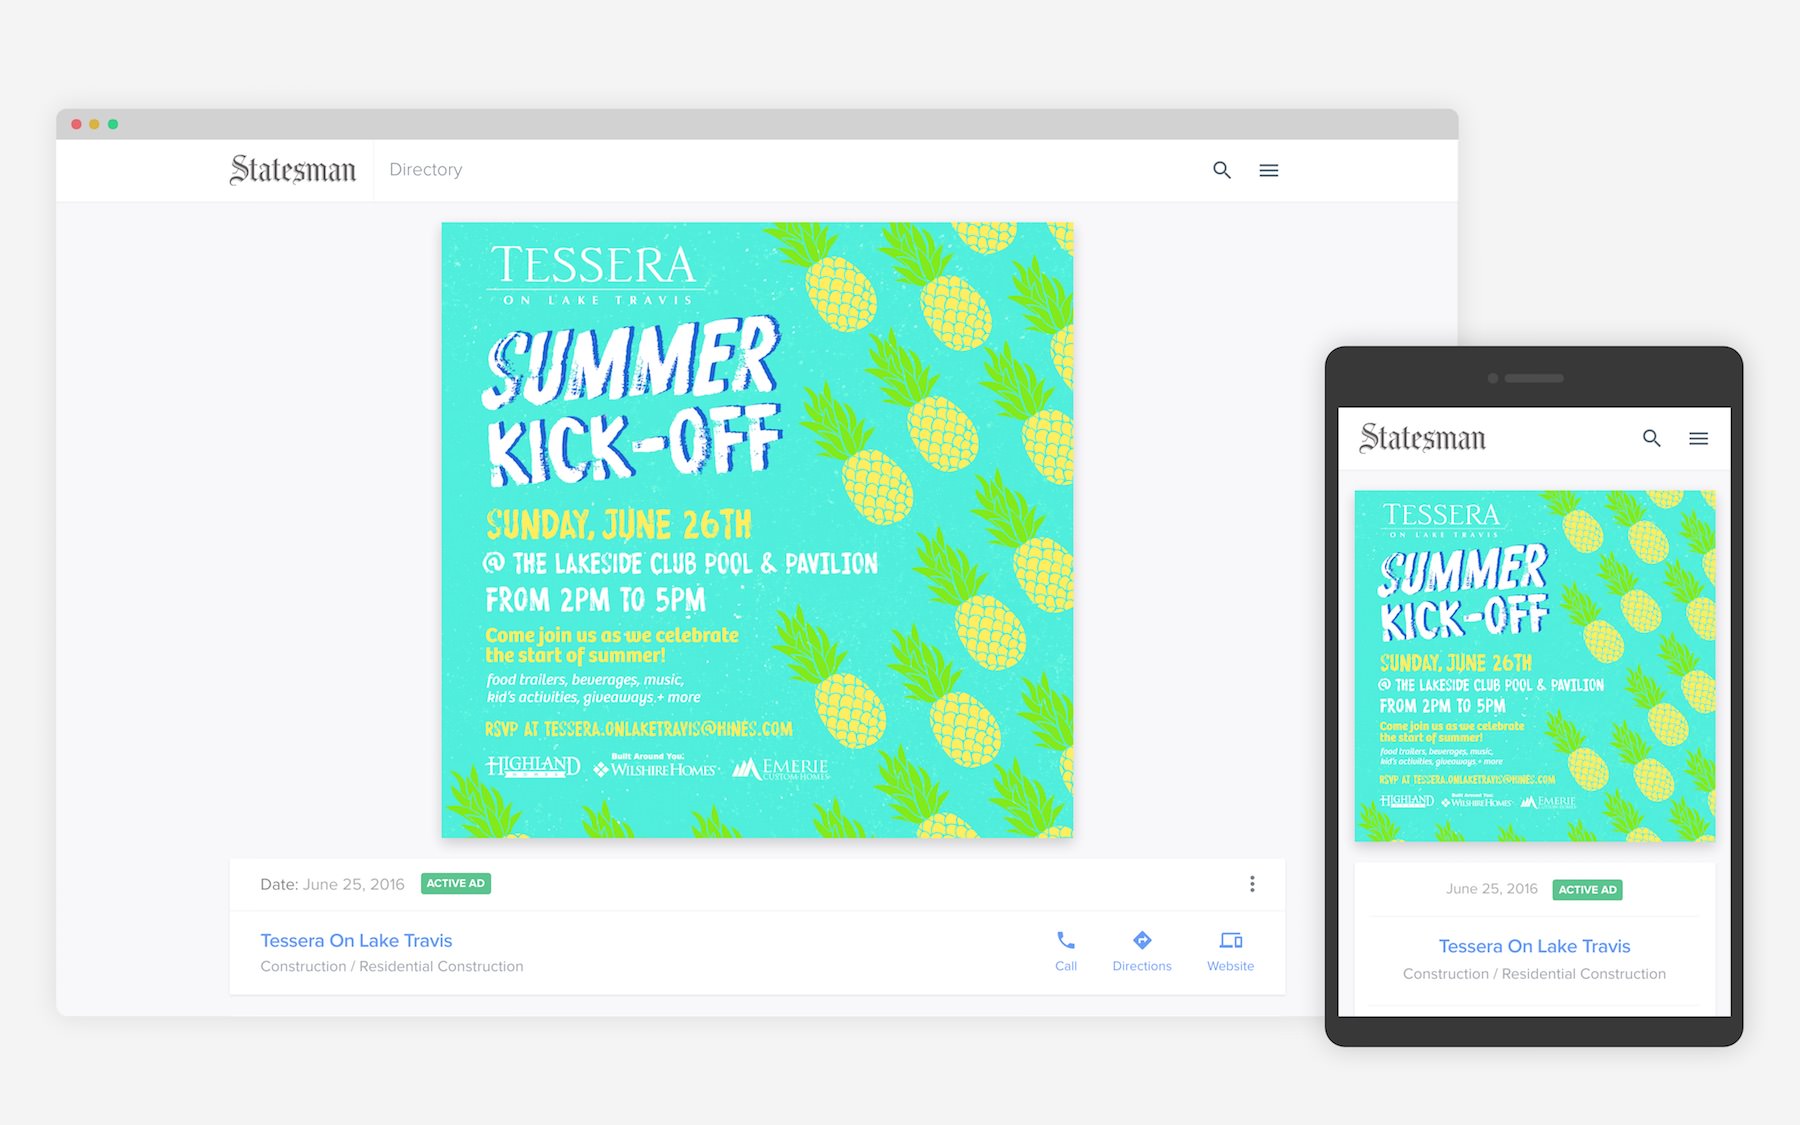 Statesman
Directory
TESSERA
ON LAKE TRAVIS
SUMMER
KICK-OFF
SUNDAY, JUNE 26TH
@ THE LAKESIDE CLUB POOL & PAVILION
FROM 2PM TO 5PM
Come join us as we celebrate
the start of summer!
food trailers, beverages, music,
kid's activities, giveaways + more
RSVP AT TESSERA.ONLAKETRAVIS@HINES.COM
HIGHLAND
HOMES
Built Around You.
WILSHIRE HOMES
EMERIE
CUSTOM HOMES
Date: June 25, 2016
ACTIVE AD
Tessera On Lake Travis
Construction / Residential Construction
Call
Directions
Website
Statesman
TESSERA
ON LAKE TRAVIS
SUMMER
KICK-OFF
SUNDAY, JUNE 26TH
@ THE LAKESIDE CLUB POOL & PAVILION
FROM 2PM TO 5PM
Come join us as we celebrate
the start of summer!
food trailers, beverages, music,
kid's activities, giveaways + more
RSVP AT TESSERA.ONLAKETRAVIS@HINES.COM
HIGHLAND
Built Around You.
WILSHIRE HOMES
EMERIE
CUSTOM HOMES
June 25, 2016
ACTIVE AD
Tessera On Lake Travis
Construction / Residential Construction